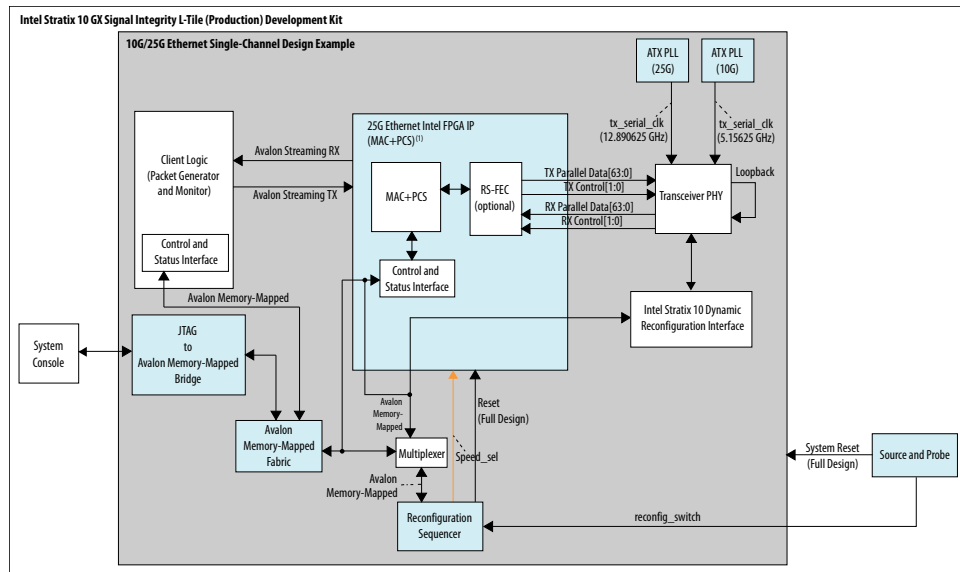 Intel Stratix 10 GX Signal Integrity L-Tile (Production) Development Kit
10G/25G Ethernet Single-Channel Design Example
ATX PLL
(25G)
ATX PLL
(10G)
tx_serial_clk
(12.890625 GHz)
tx_serial_clk
(5.15625 GHz)
25G Ethernet Intel FPGA IP
(MAC+PCS)(1)
Client Logic
(Packet Generator
and Monitor)
Avalon Streaming RX
Avalon Streaming TX
MAC+PCS
RS-FEC
(optional)
TX Parallel Data[63:0]
TX Control[1:0]
RX Parallel Data[63:0]
RX Control[1:0]
Transceiver PHY
Loopback
Control and
Status Interface
Control and
Status Interface
Avalon Memory-Mapped
Intel Stratix 10 Dynamic
Reconfiguration Interface
System
Console
JTAG
to
Avalon Memory-Mapped
Bridge
Avalon
Memory-
Mapped
Reset
(Full Design)
Avalon
Memory-Mapped
Fabric
Multiplexer
Speed_sel
Avalon
Memory-Mapped
System Reset
(Full Design)
Source and Probe
Reconfiguration
Sequencer
reconfig_switch